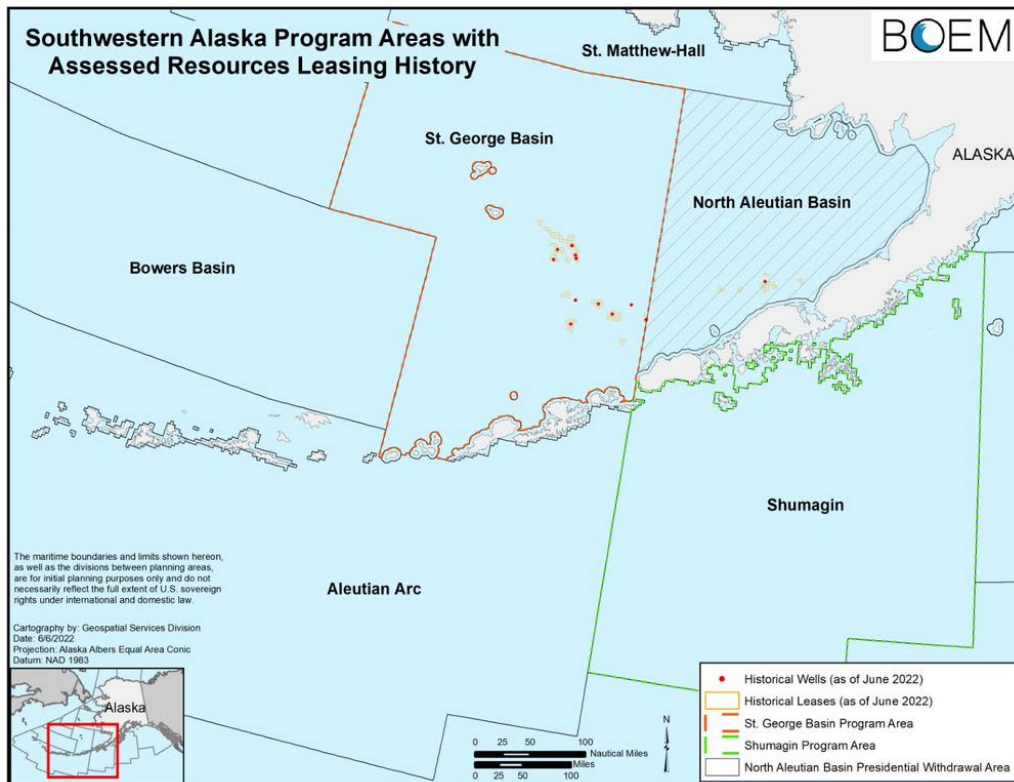 Southwestern Alaska Program Areas with
Assessed Resources Leasing History
St. Matthew-Hall
BOEM
St. George Basin
ALASKA
North Aleutian Basin
Bowers Basin
Shumagin
Aleutian Arc
The maritime boundaries and limits shown hereon,
as well as the divisions between planning areas,
are for initial planning purposes only and do not
necessarily reflect the full extent of U.S. sovereign
rights under international and domestic law.
Cartography by: Geospatial Services Division
Date: 6/6/2022
Projection: Alaska Albers Equal Area Conic
Datum: NAD 1983
Alaska
0 25 50 100
Nautical Miles
Miles
0 25 50 100
N
Historical Wells (as of June 2022)
Historical Leases (as of June 2022)
St. George Basin Program Area
Shumagin Program Area
North Aleutian Basin Presidential Withdrawal Area